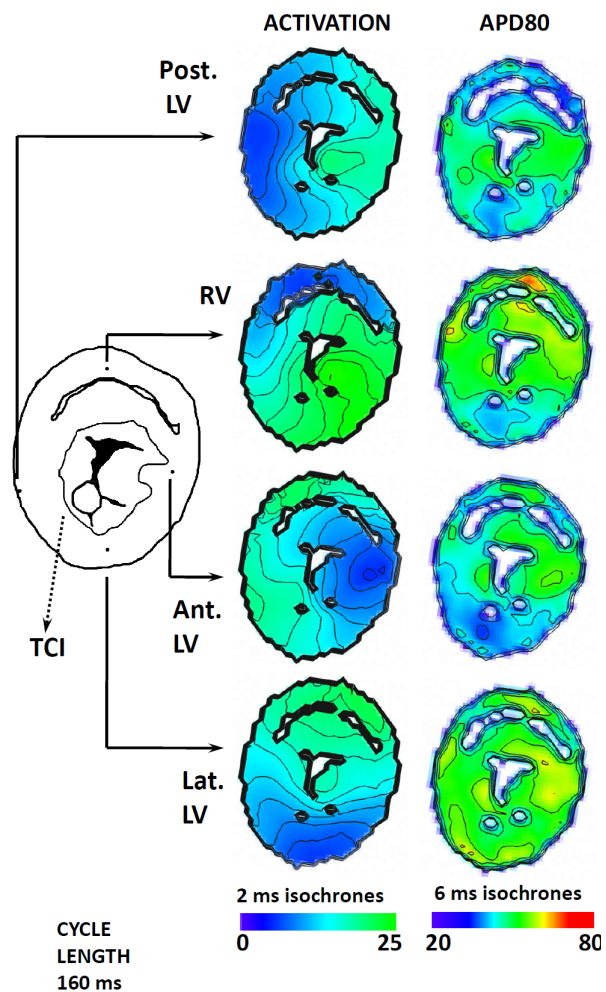 ACTIVATION
APD80
Post.
LV
RV
Ant.
LV
TCI
Lat.
LV
2 ms isochrones
6 ms isochrones
0
25
20
80
CYCLE
LENGTH
160 ms